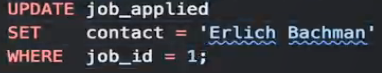 UPDATE job_applied
SET contact = 'Erlich Bachman'
WHERE job_id = 1;